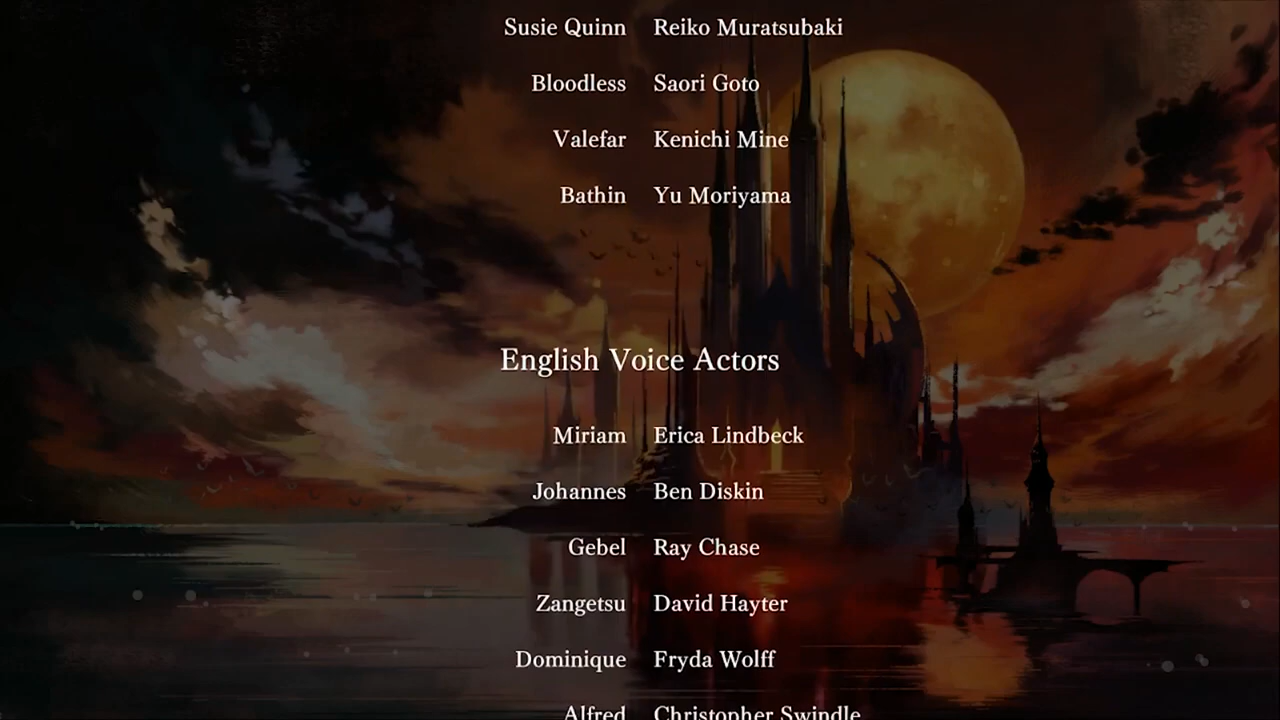 Susie Quinn Reiko Muratsubaki
Bloodless Saori Goto
Valefar Kenichi Mine
Bathin Yu Moriyama
English Voice Actors
Miriam Erica Lindbeck
Johannes Ben Diskin
Gebel Ray Chase
Zangetsu David Hayter
Dominique Fryda Wolff
Alfred Christopher Swindle